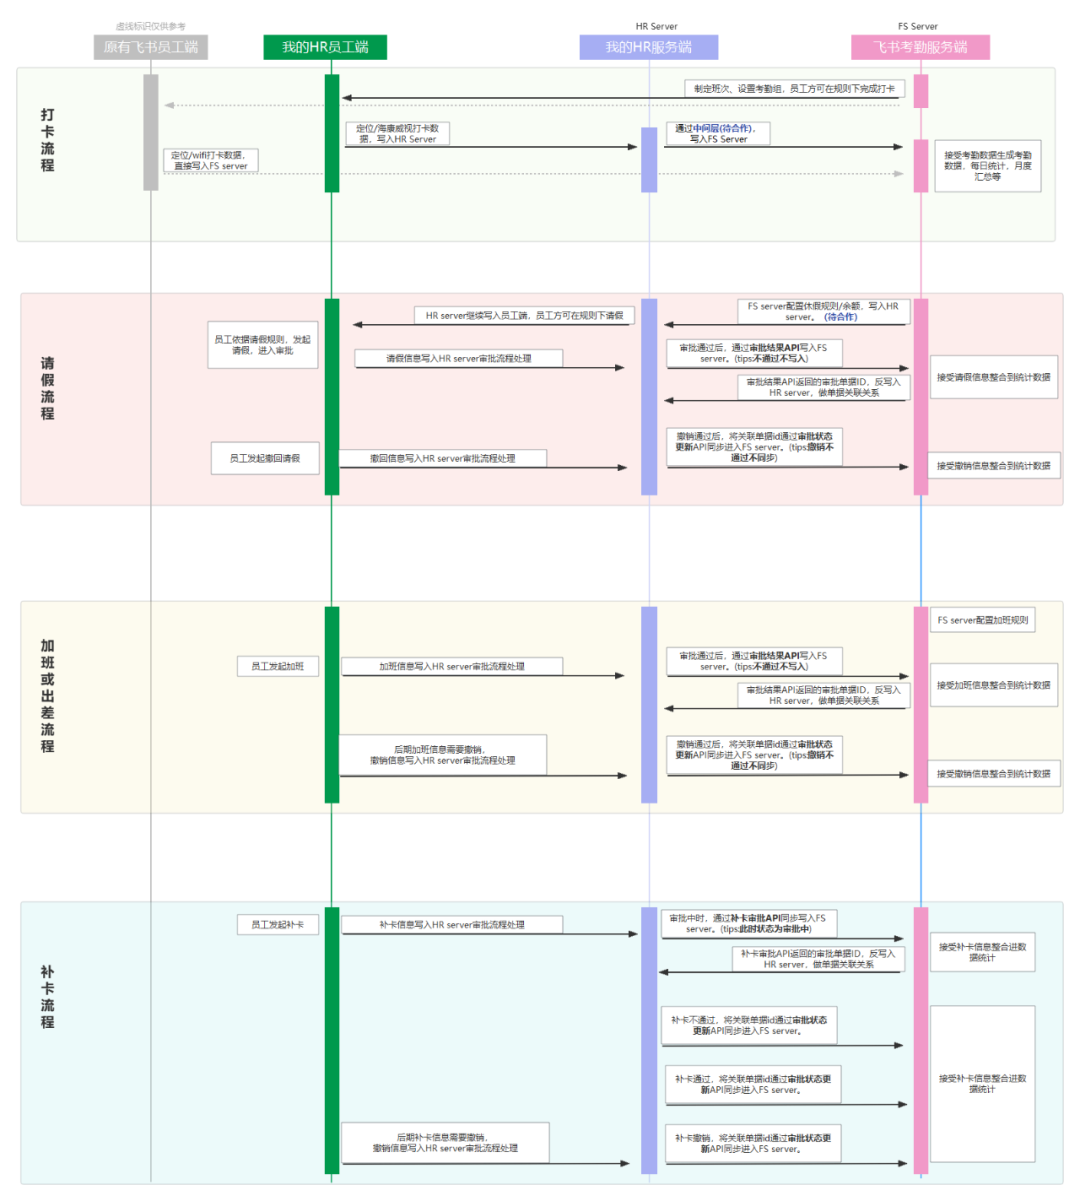 虚线标识仅供参考
HR Server
FS Server
原有飞书员工端
我的HR员工端
我的HR服务端
飞书考勤服务端
打卡流程
制定班次、设置考勤组，员工方可在规则下完成打卡
定位/海康威视打卡数
据，写入HR Server
通过中间层(待合作)，
写入FS Server
定位/wifi打卡数据，
直接写入FS server
接受考勤数据生成考勤
数据，每日统计，月度
汇总等
请假流程
HR server继续写入员工端，员工方可在规则下请假
FS server配置休假规则/余额，写入HR
server。（待合作）
员工依据请假规则，发起
请假，进入审批
请假信息写入HR server审批流程处理
审批通过后，通过审批结果API写入FS
server。(tips:不通过不写入)
接受请假信息整合到统计数据
审批结果API返回的审批单据ID，反写入
HR server，做单据关联关系
员工发起撤回请假
撤回信息写入HR server审批流程处理
撤销通过后，将关联单据id通过审批状态
更新API同步进入FS server。(tips:撤销不
通过不同步)
接受撤销信息整合到统计数据
加班或出差流程
FS server配置加班规则
员工发起加班
加班信息写入HR server审批流程处理
审批通过后，通过审批结果API写入FS
server。(tips:不通过不写入)
接受加班信息整合到统计数据
审批结果API返回的审批单据ID，反写入
HR server，做单据关联关系
后期加班信息需要撤销，
撤销信息写入HR server审批流程处理
撤销通过后，将关联单据id通过审批状态
更新API同步进入FS server。(tips:撤销不
通过不同步)
接受撤销信息整合到统计数据
补卡流程
员工发起补卡
补卡信息写入HR server审批流程处理
审批中时，通过补卡审批API同步写入FS
server。(tips:此时状态为审批中)
接受补卡信息整合进数
据统计
补卡审批API返回的审批单据ID，反写入
HR server，做单据关联关系
补卡不通过，将关联单据id通过审批状态
更新API同步进入FS server。
补卡通过，将关联单据id通过审批状态更
新API同步进入FS server。
接受补卡信息整合进数
据统计
后期补卡信息需要撤销，
撤销信息写入HR server审批流程处理
补卡撤销，将关联单据id通过审批状态更
新API同步进入FS server。